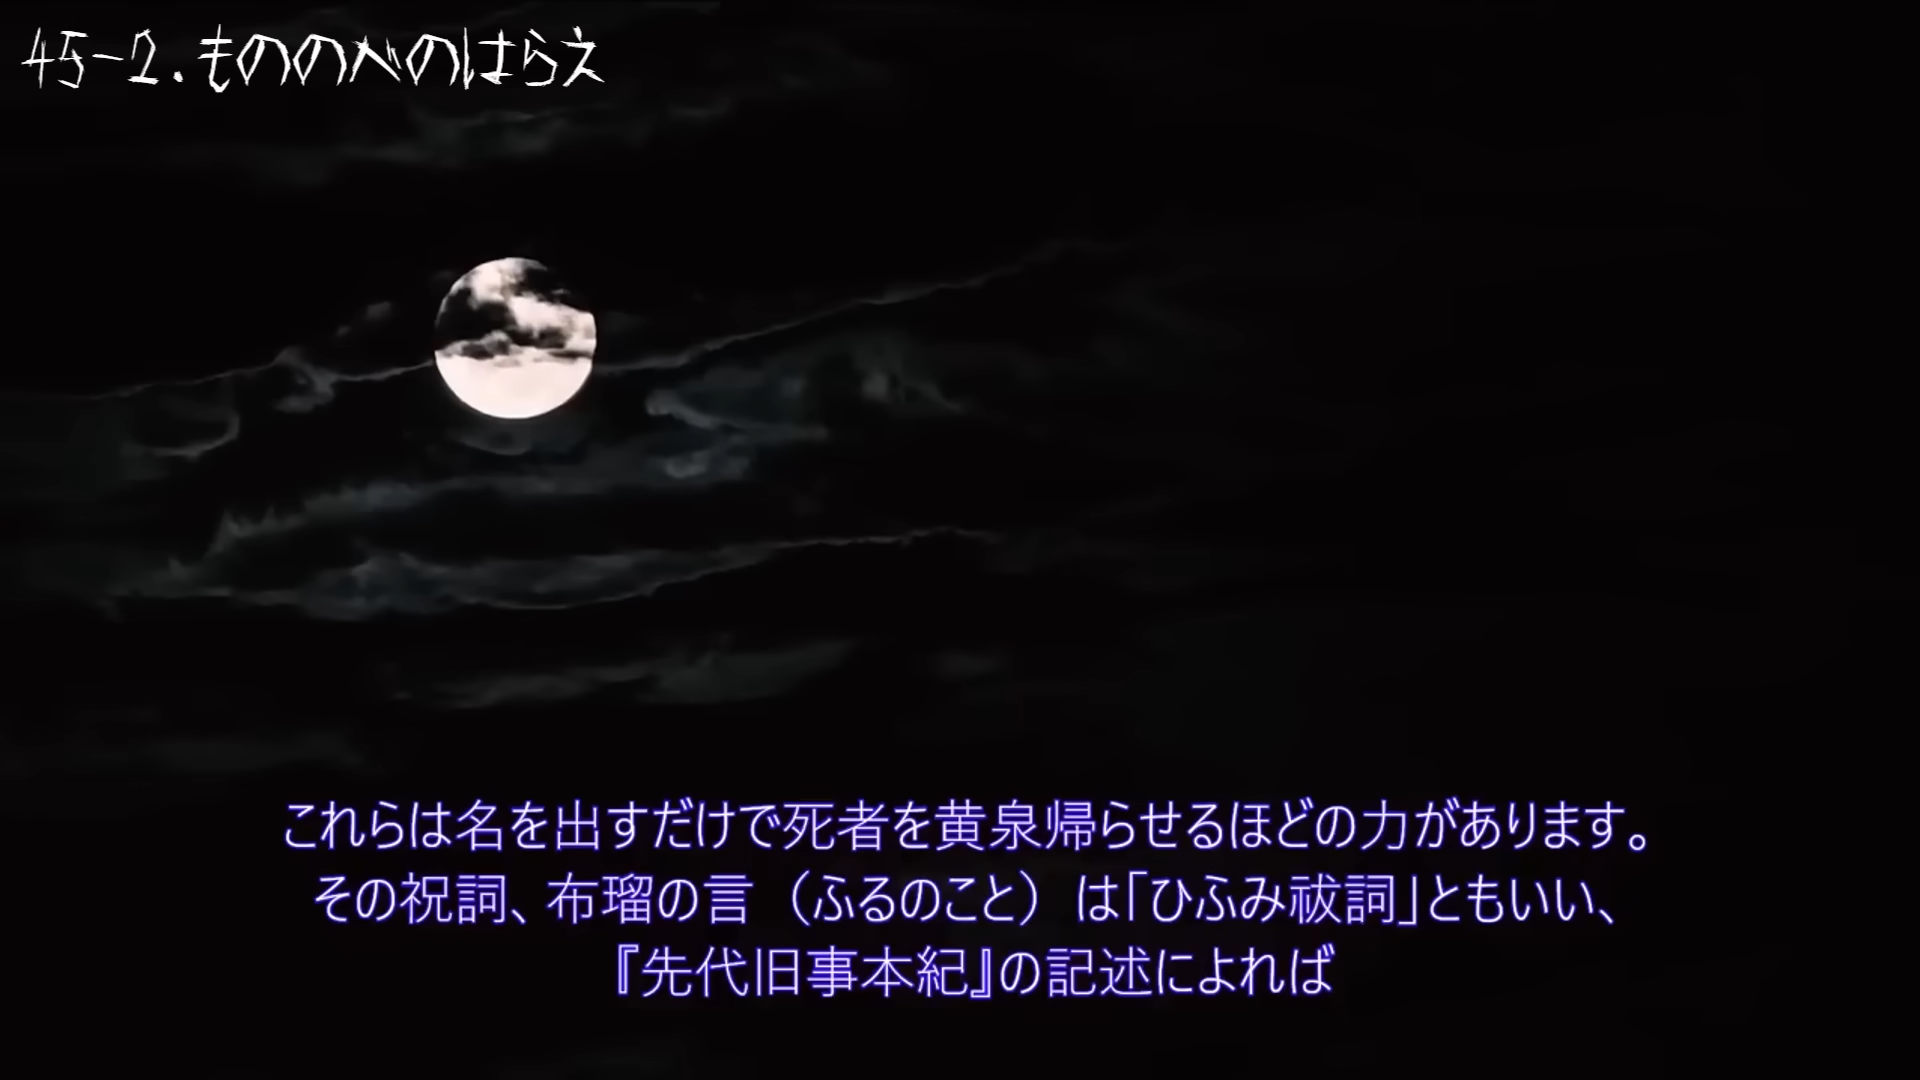 45-2.もののべのはらえ
これらは名を出すだけで死者を黄泉帰らせるほどの力があります。
その祝詞、布瑠の言（ふるのこと）は「ひふみ祓詞」ともいい、
『先代旧事本紀』の記述によれば